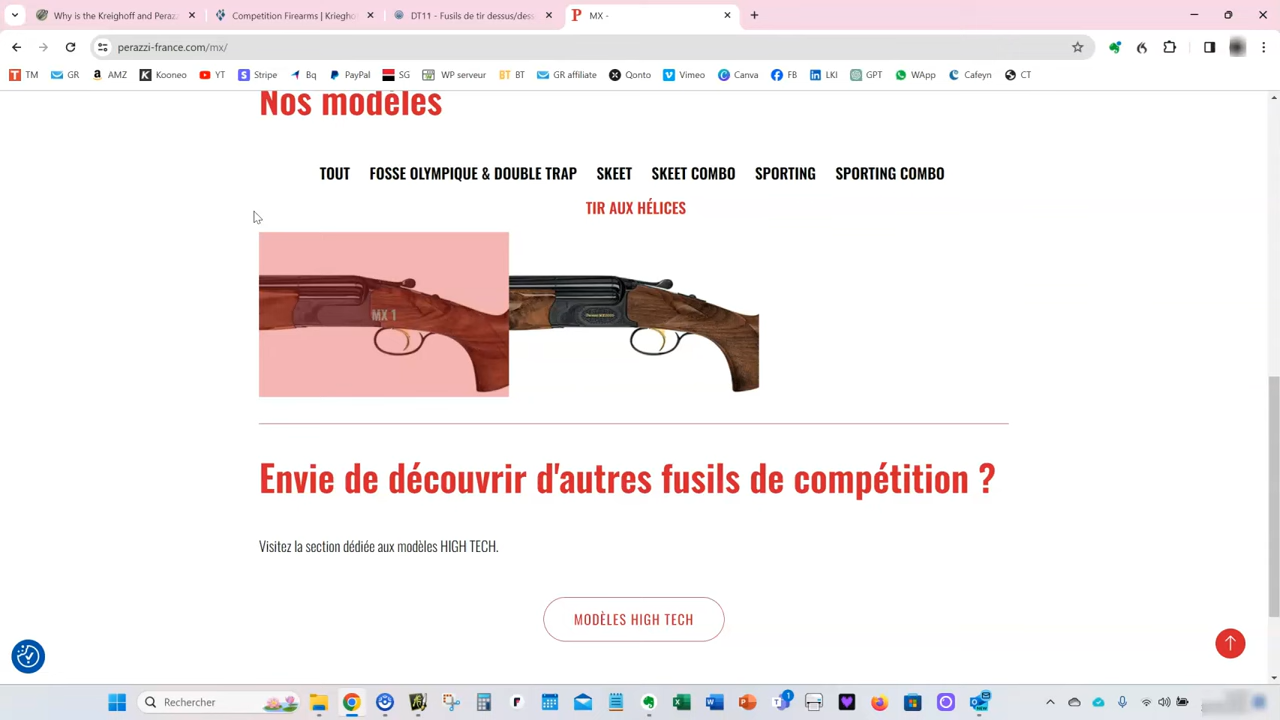 Why is the Kreighoff and Peraz
Competition Firearms | Kriegho
DT11 - Fusils de tir dessus/des
MX -
perazzi-france.com/mx/
TM GR AMZ Kooneo YT Stripe Bq PayPal SG WP serveur BT GR affiliate Qonto Vimeo Canva FB LKI GPT WApp Cafeyn CT
Nos modèles
TOUT FOSSE OLYMPIQUE & DOUBLE TRAP SKEET SKEET COMBO SPORTING SPORTING COMBO
TIR AUX HÉLICES
MX 1
Envie de découvrir d'autres fusils de compétition ?
Visitez la section dédiée aux modèles HIGH TECH.
MODÈLES HIGH TECH
Rechercher